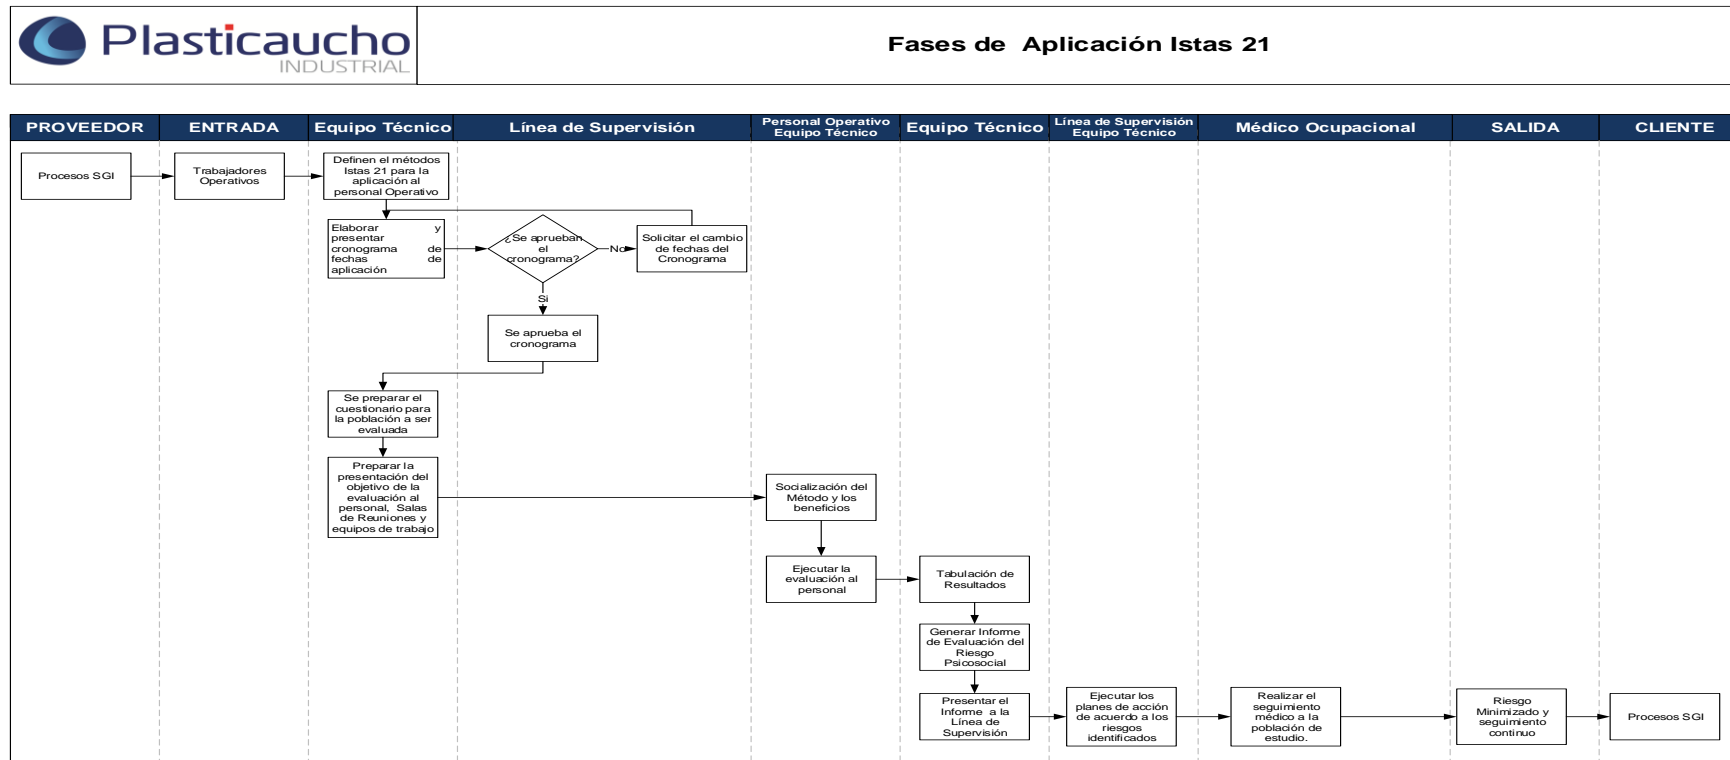 Plasticaucho
INDUSTRIAL
Fases de Aplicación Istas 21
PROVEEDOR
ENTRADA
Equipo Técnico
Línea de Supervisión
Personal Operativo
Equipo Técnico
Equipo Técnico
Línea de Supervisión
Equipo Técnico
Médico Ocupacional
SALIDA
CLIENTE
Procesos SGI
Trabajadores
Operativos
Definen el métodos
Istas 21 para la
aplicación al
personal Operativo
Elaborar y
presentar
cronograma de
fechas de
aplicación
¿Se aprueban
el
cronograma?
No
Solicitar el cambio
de fechas del
Cronograma
Si
Se aprueba el
cronograma
Se preparar el
cuestionario para
la población a ser
evaluada
Preparar la
presentación del
objetivo de la
evaluación al
personal, Salas
de Reuniones y
equipos de trabajo
Socialización del
Método y los
beneficios
Ejecutar la
evaluación al
personal
Tabulación de
Resultados
Generar Informe
de Evaluación del
Riesgo
Psicosocial
Presentar el
Informe a la
Línea de
Supervisión
Ejecutar los
planes de acción
de acuerdo a los
riesgos
identificados
Realizar el
seguimiento
médico a la
población de
estudio.
Riesgo
Minimizado y
seguimiento
continuo
Procesos SGI